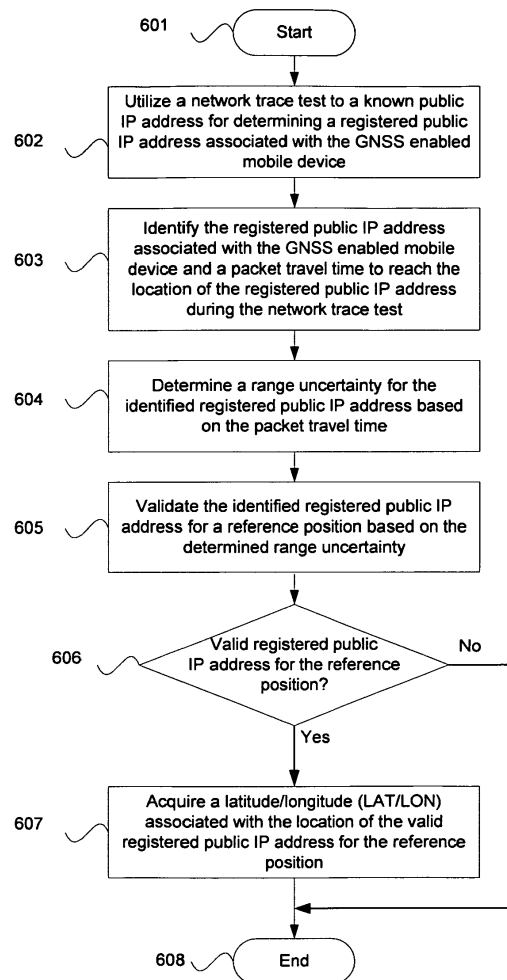 601
Start
Utilize a network trace test to a known public
IP address for determining a registered public
IP address associated with the GNSS enabled
mobile device
602
Identify the registered public IP address
associated with the GNSS enabled mobile
device and a packet travel time to reach the
location of the registered public IP address
during the network trace test
603
Determine a range uncertainty for the
identified registered public IP address based
on the packet travel time
604
Validate the identified registered public IP
address for a reference position based on the
determined range uncertainty
605
Valid registered public
IP address for the reference
position?
606
No
Yes
Acquire a latitude/longitude (LAT/LON)
associated with the location of the valid
registered public IP address for the reference
position
607
End
608